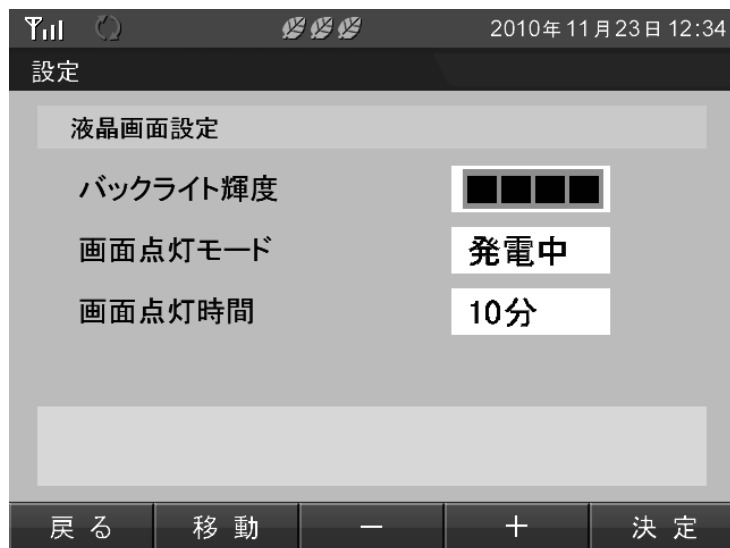 2010年11月23日 12:34
設定
液晶画面設定
バックライト輝度
画面点灯モード 発電中
画面点灯時間 10分
戻る 移動 － ＋ 決定